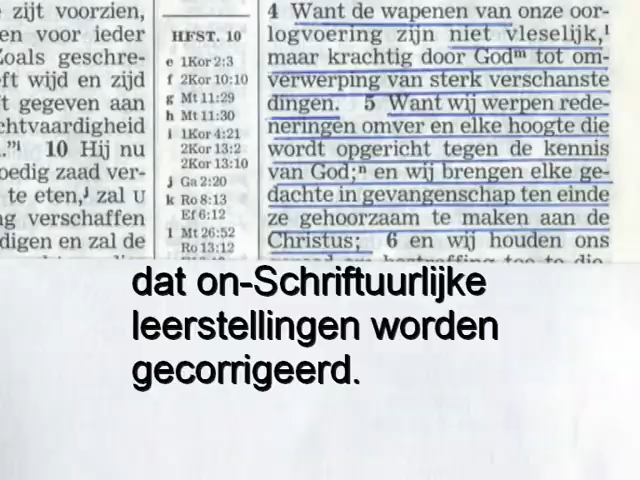 zijt voorzien,
en voor ieder
Zoals geschre-
ft wijd en zijd
t gegeven aan
chtvaardigheid
."i 10 Hij nu
oedig zaad ver-
te eten,j zal u
ng verschaffen
digen en zal de
HFST. 10
e 1Kor 2:3
f 2Kor 10:10
g Mt 11:29
h Mt 11:30
i 1Kor 4:21
2Kor 13:2
2Kor 13:10
j Ga 2:20
k Ro 8:13
Ef 6:12
l Mt 26:52
Ro 13:12
4 Want de wapenen van onze oor-
logvoering zijn niet vleselijk,l
maar krachtig door Godm tot om-
verwerping van sterk verschanste
dingen. 5 Want wij werpen rede-
neringen omver en elke hoogte die
wordt opgericht tegen de kennis
van God;n en wij brengen elke ge-
dachte in gevangenschap ten einde
ze gehoorzaam te maken aan de
Christus; 6 en wij houden ons
dat on-Schriftuurlijke
leerstellingen worden
gecorrigeerd.